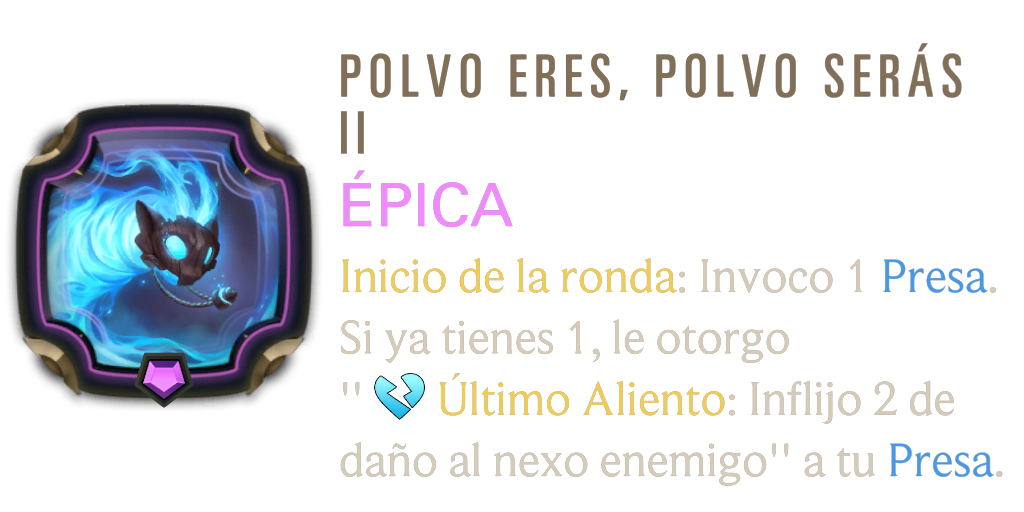 POLVO ERES, POLVO SERÁS
II
ÉPICA
Inicio de la ronda: Invoco 1 Presa.
Si ya tienes 1, le otorgo
" Último Aliento: Inflijo 2 de
daño al nexo enemigo" a tu Presa.